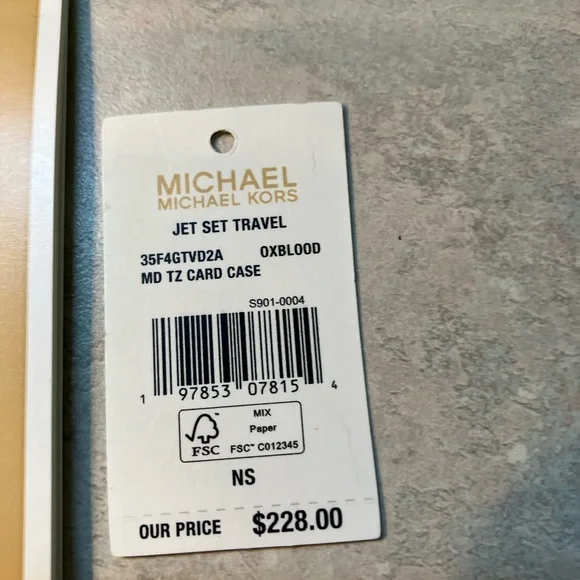 MICHAEL
MICHAEL KORS
JET SET TRAVEL
35F4GTVD2A OXBLOOD
MD TZ CARD CASE
S901-0004
1 97853 07815 4
MIX
Paper
FSC FSC™ C012345
NS
OUR PRICE $228.00